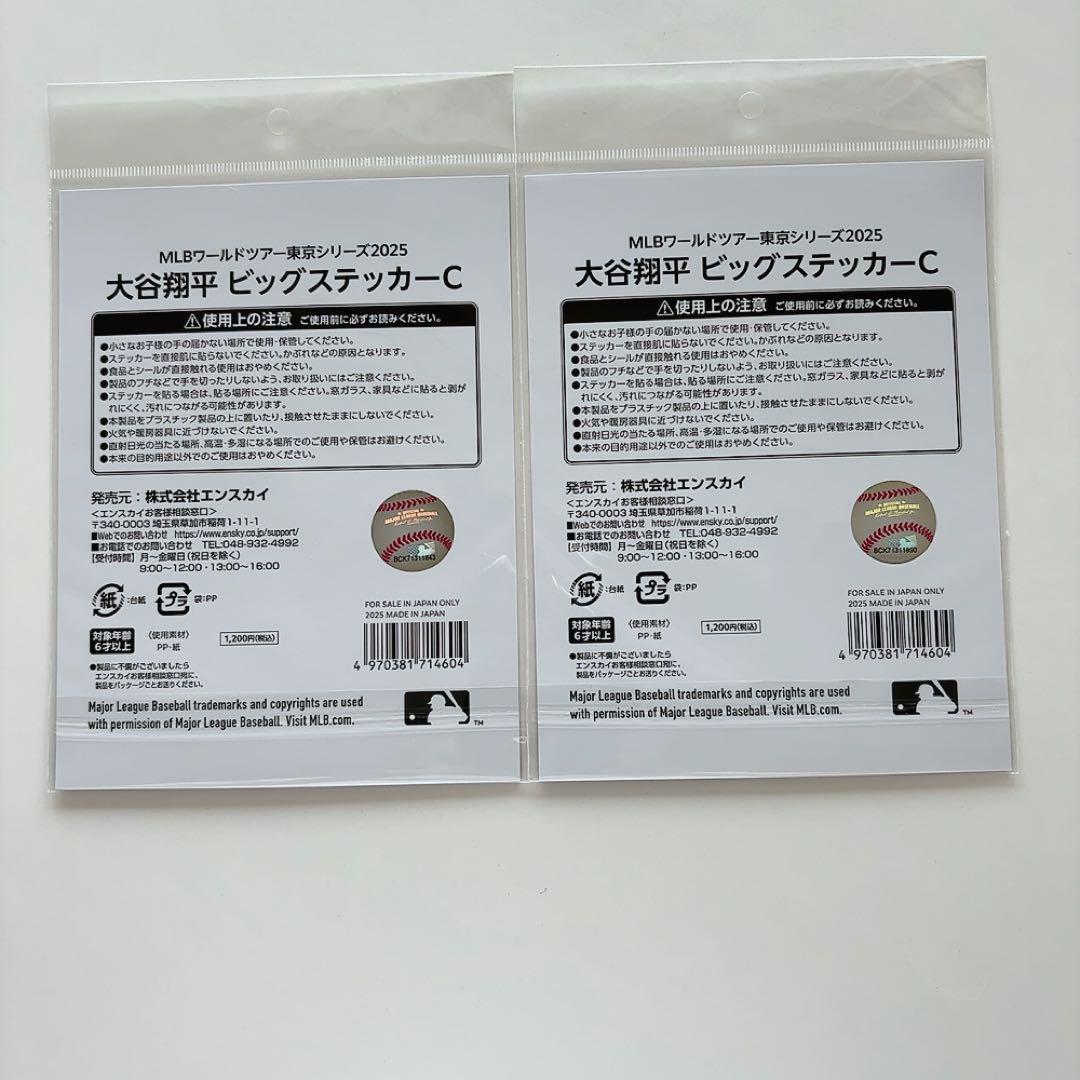 MLBワールドツアー東京シリーズ2025
大谷翔平 ビッグステッカーC
⚠使用上の注意 ご使用前に必ずお読みください。
●小さなお子様の手の届かない場所で使用・保管してください。
●ステッカーを直接肌に貼らないでください。かぶれなどの原因となります。
●食品とシールが直接触れる使用はおやめください。
●製品のフチなどで手を切ったりしないよう、お取り扱いにはご注意ください。
●ステッカーを貼る場合は、貼る場所にご注意ください。窓ガラス、家具などに貼ると剥が
れにくく、汚れにつながる可能性があります。
●本製品をプラスチック製品の上に置いたり、接触させたままにしないでください。
●火気や暖房器具に近づけないでください。
●直射日光の当たる場所、高温・多湿になる場所でのご使用や保管はお避けください。
●本来の目的用途以外でのご使用はおやめください。
発売元：株式会社エンスカイ
＜エンスカイお客様相談窓口＞
〒340-0003 埼玉県草加市稲荷1-11-1
■Webでのお問い合わせ https://www.ensky.co.jp/support/
■お電話でのお問い合わせ TEL:048-932-4992
【受付時間】月～金曜日（祝日を除く）
9:00～12:00・13:00～16:00
OFFICIAL
MAJOR LEAGUE BASEBALL
BCK71311843
紙:台紙 プラ 袋:PP
FOR SALE IN JAPAN ONLY
2025 MADE IN JAPAN
対象年齢
6才以上
〈使用素材〉
PP・紙
1,200円(税込)
4 970381 714604
●製品に不備がございましたら
エンスカイお客様相談窓口宛に、
製品をパッケージごとお送りください。
Major League Baseball trademarks and copyrights are used
with permission of Major League Baseball. Visit MLB.com.
TM
MLBワールドツアー東京シリーズ2025
大谷翔平 ビッグステッカーC
⚠使用上の注意 ご使用前に必ずお読みください。
●小さなお子様の手の届かない場所で使用・保管してください。
●ステッカーを直接肌に貼らないでください。かぶれなどの原因となります。
●食品とシールが直接触れる使用はおやめください。
●製品のフチなどで手を切ったりしないよう、お取り扱いにはご注意ください。
●ステッカーを貼る場合は、貼る場所にご注意ください。窓ガラス、家具などに貼ると剥が
れにくく、汚れにつながる可能性があります。
●本製品をプラスチック製品の上に置いたり、接触させたままにしないでください。
●火気や暖房器具に近づけないでください。
●直射日光の当たる場所、高温・多湿になる場所でのご使用や保管はお避けください。
●本来の目的用途以外でのご使用はおやめください。
発売元：株式会社エンスカイ
＜エンスカイお客様相談窓口＞
〒340-0003 埼玉県草加市稲荷1-11-1
■Webでのお問い合わせ https://www.ensky.co.jp/support/
■お電話でのお問い合わせ TEL:048-932-4992
【受付時間】月～金曜日（祝日を除く）
9:00～12:00・13:00～16:00
OFFICIAL
MAJOR LEAGUE BASEBALL
紙:台紙 プラ 袋:PP
FOR SALE IN JAPAN ONLY
2025 MADE IN JAPAN
対象年齢
6才以上
〈使用素材〉
PP・紙
1,200円(税込)
4 970381 714604
●製品に不備がございましたら
エンスカイお客様相談窓口宛に、
製品をパッケージごとお送りください。
Major League Baseball trademarks and copyrights are used
with permission of Major League Baseball. Visit MLB.com.
TM